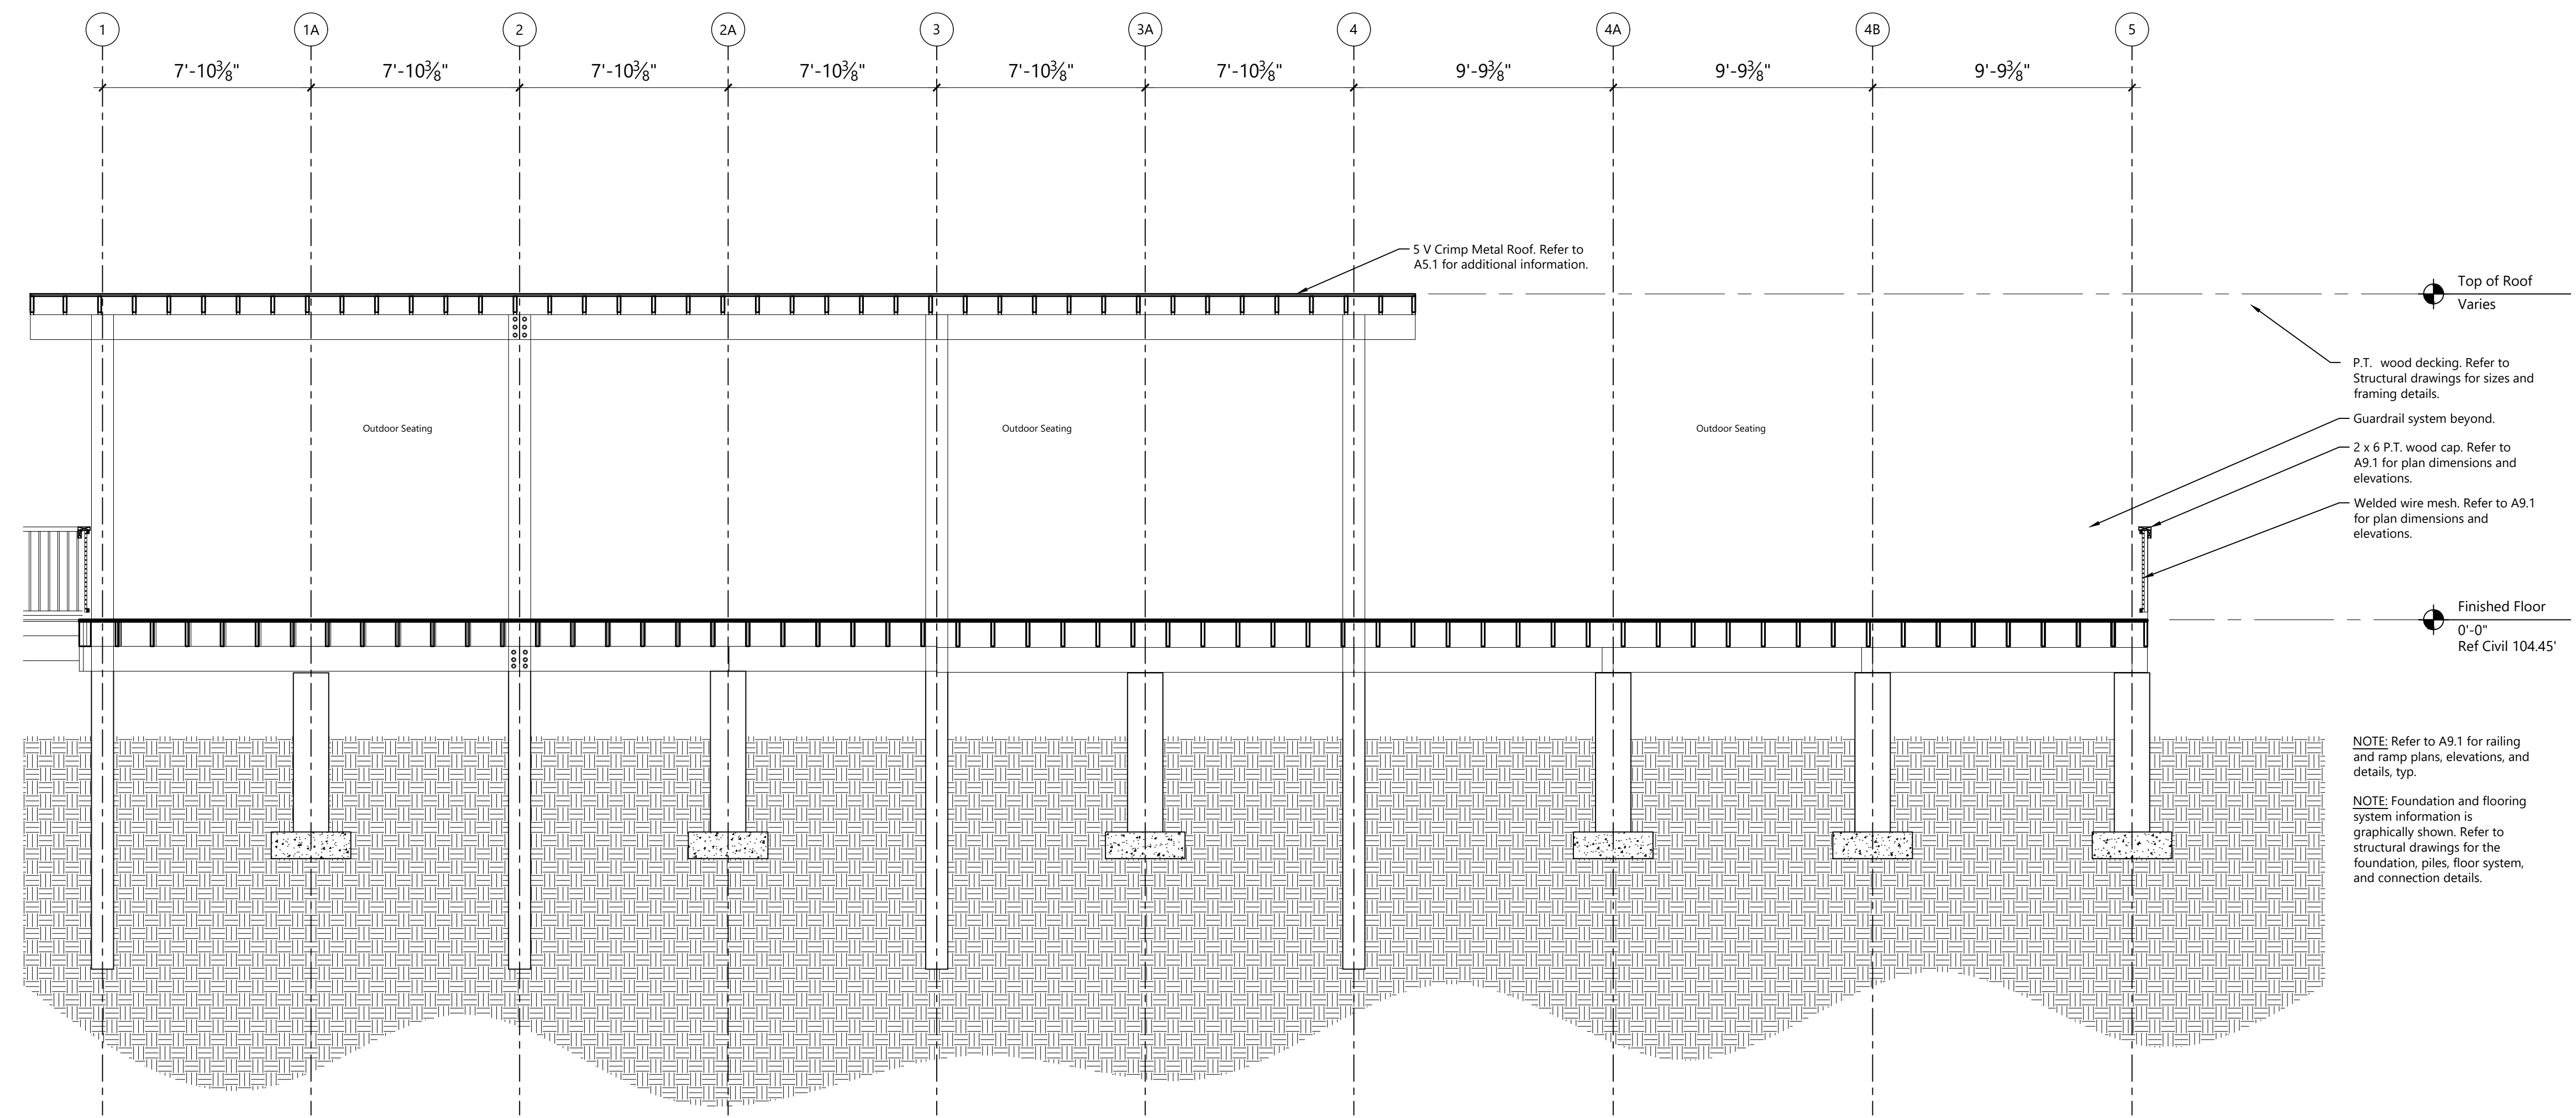 1 1A 2 2A 3 3A 4 4A 4B 5
7'-10⅜" 7'-10⅜" 7'-10⅜" 7'-10⅜" 7'-10⅜" 7'-10⅜" 9'-9⅜" 9'-9⅜" 9'-9⅜"
5 V Crimp Metal Roof. Refer to
A5.1 for additional information.
Top of Roof
Varies
P.T. wood decking. Refer to
Structural drawings for sizes and
framing details.
Guardrail system beyond.
Outdoor Seating Outdoor Seating Outdoor Seating
2 x 6 P.T. wood cap. Refer to
A9.1 for plan dimensions and
elevations.
Welded wire mesh. Refer to A9.1
for plan dimensions and
elevations.
Finished Floor
0'-0"
Ref Civil 104.45'
NOTE: Refer to A9.1 for railing
and ramp plans, elevations, and
details, typ.
NOTE: Foundation and flooring
system information is
graphically shown. Refer to
structural drawings for the
foundation, piles, floor system,
and connection details.